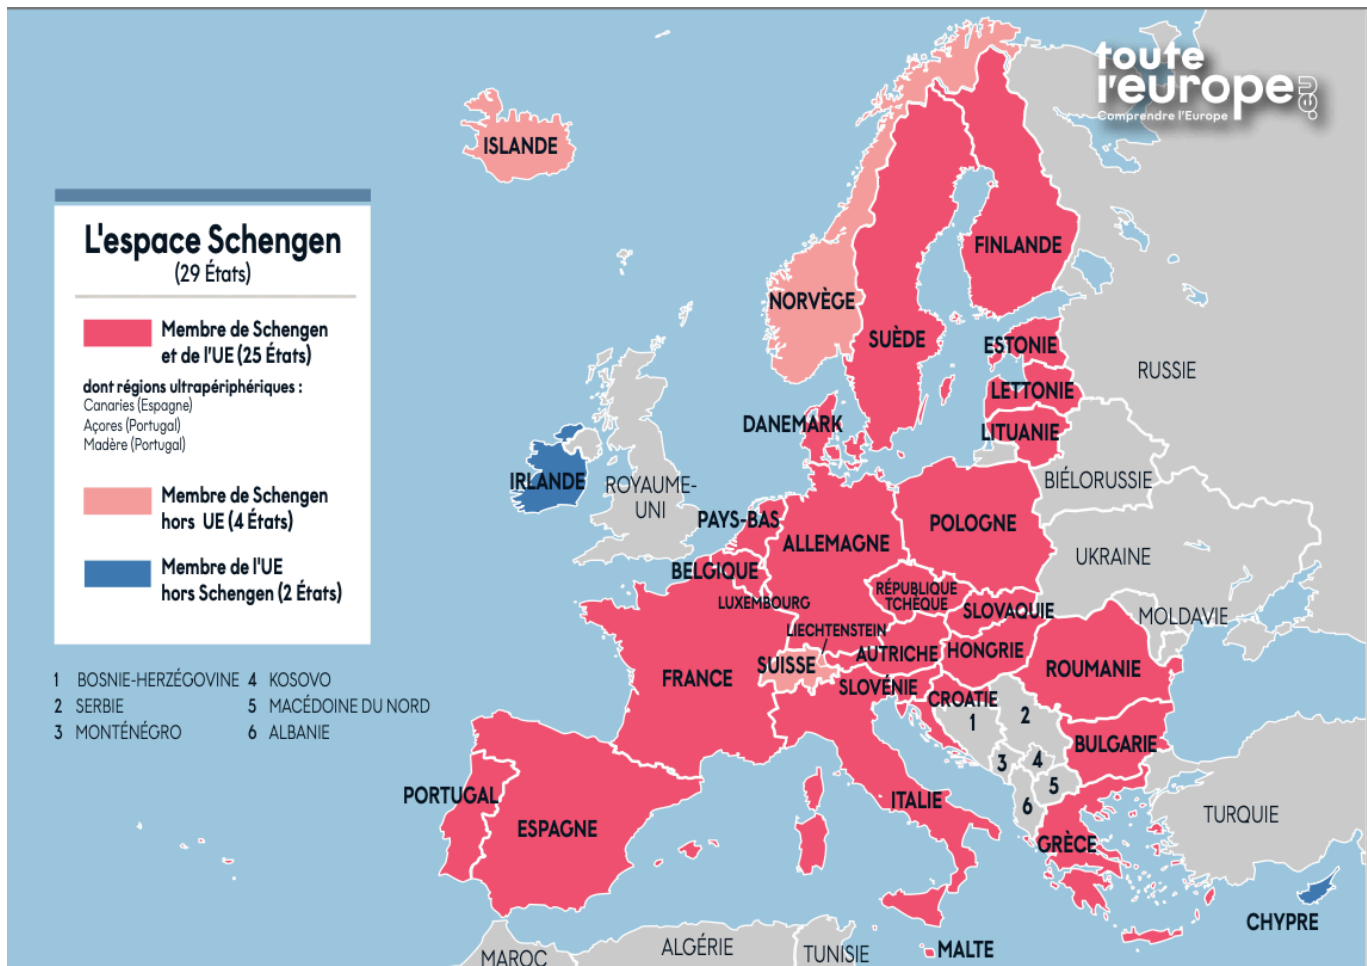 toute
l'europe
.eu
Comprendre l'Europe
L'espace Schengen
(29 États)
Membre de Schengen
et de l'UE (25 États)
dont régions ultrapériphériques :
Canaries (Espagne)
Açores (Portugal)
Madère (Portugal)
Membre de Schengen
hors UE (4 États)
Membre de l'UE
hors Schengen (2 États)
1 BOSNIE-HERZÉGOVINE 4 KOSOVO
2 SERBIE 5 MACÉDOINE DU NORD
3 MONTÉNÉGRO 6 ALBANIE
ISLANDE
FINLANDE
NORVÈGE
SUÈDE
ESTONIE
RUSSIE
LETTONIE
DANEMARK
LITUANIE
IRLANDE
ROYAUME-
UNI
BIÉLORUSSIE
PAYS-BAS
POLOGNE
ALLEMAGNE
UKRAINE
BELGIQUE
RÉPUBLIQUE
TCHÈQUE
LUXEMBOURG
SLOVAQUIE
MOLDAVIE
LIECHTENSTEIN
AUTRICHE
HONGRIE
SUISSE
ROUMANIE
FRANCE
SLOVÉNIE
CROATIE
1
2
BULGARIE
3
4
5
6
PORTUGAL
ESPAGNE
ITALIE
TURQUIE
GRÈCE
CHYPRE
MALTE
MAROC
ALGÉRIE
TUNISIE